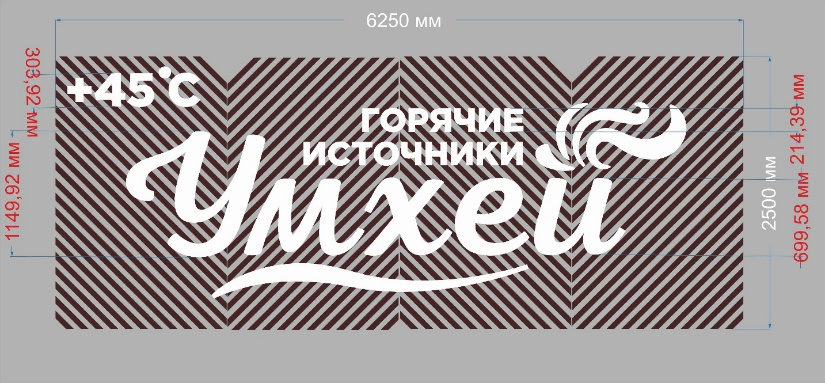 6250 мм
+45°C
303,92 мм
ГОРЯЧИЕ
ИСТОЧНИКИ
Умхей
1149,92 мм
214,39 мм
2500 мм
699,58 мм